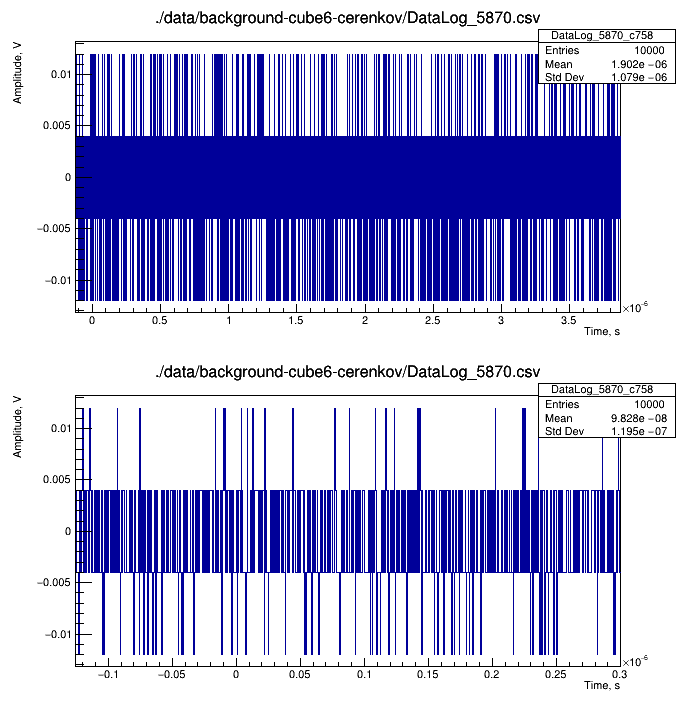 ./data/background-cube6-cerenkov/DataLog_5870.csv
DataLog_5870_c758
Entries 10000
Mean 1.902e −06
Std Dev 1.079e −06
Amplitude, V
0.01
0.005
0
−0.005
−0.01
0 0.5 1 1.5 2 2.5 3 3.5
×10⁻⁶
Time, s
./data/background-cube6-cerenkov/DataLog_5870.csv
DataLog_5870_c758
Entries 10000
Mean 9.828e −08
Std Dev 1.195e −07
Amplitude, V
0.01
0.005
0
−0.005
−0.01
−0.1 −0.05 0 0.05 0.1 0.15 0.2 0.25 0.3
×10⁻⁶
Time, s